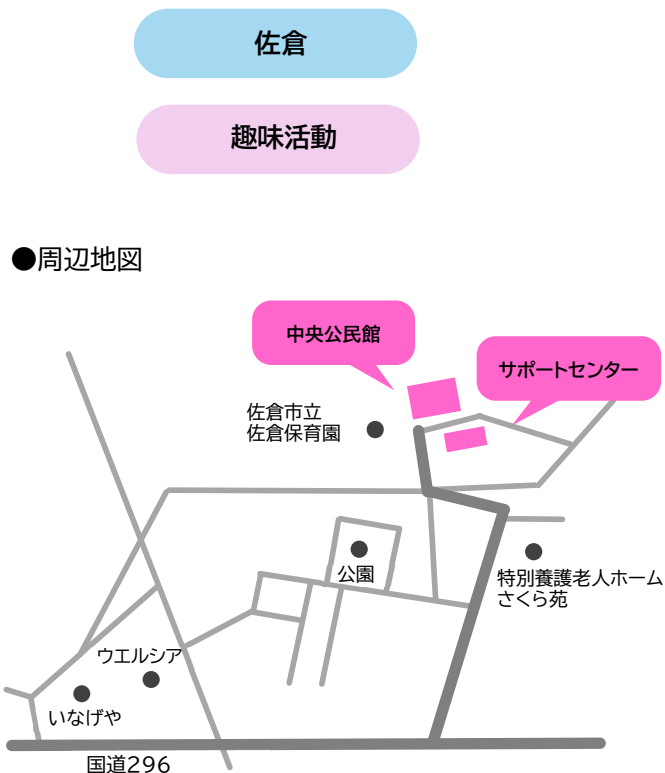 佐倉
趣味活動
●周辺地図
中央公民館
サポートセンター
佐倉市立
佐倉保育園
公園
特別養護老人ホーム
さくら苑
ウエルシア
いなげや
国道296